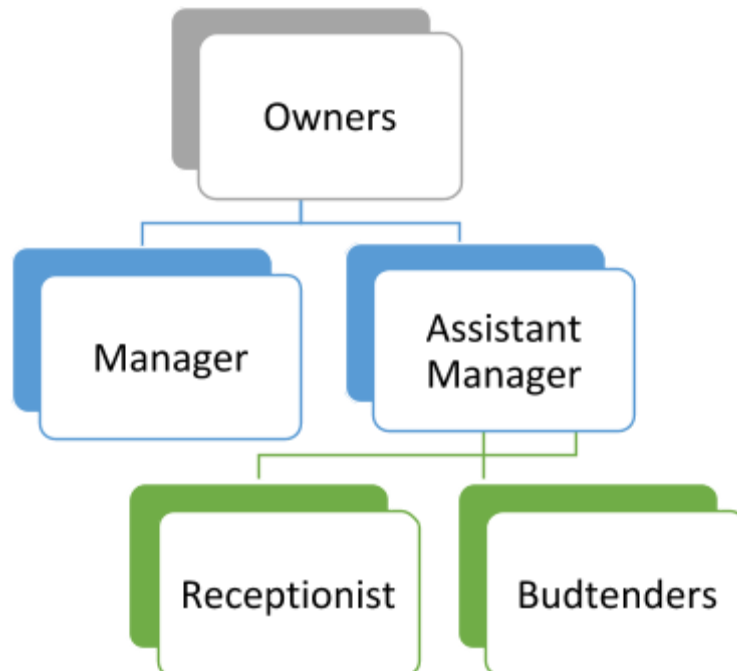 Owners
Manager
Assistant
Manager
Receptionist
Budtenders